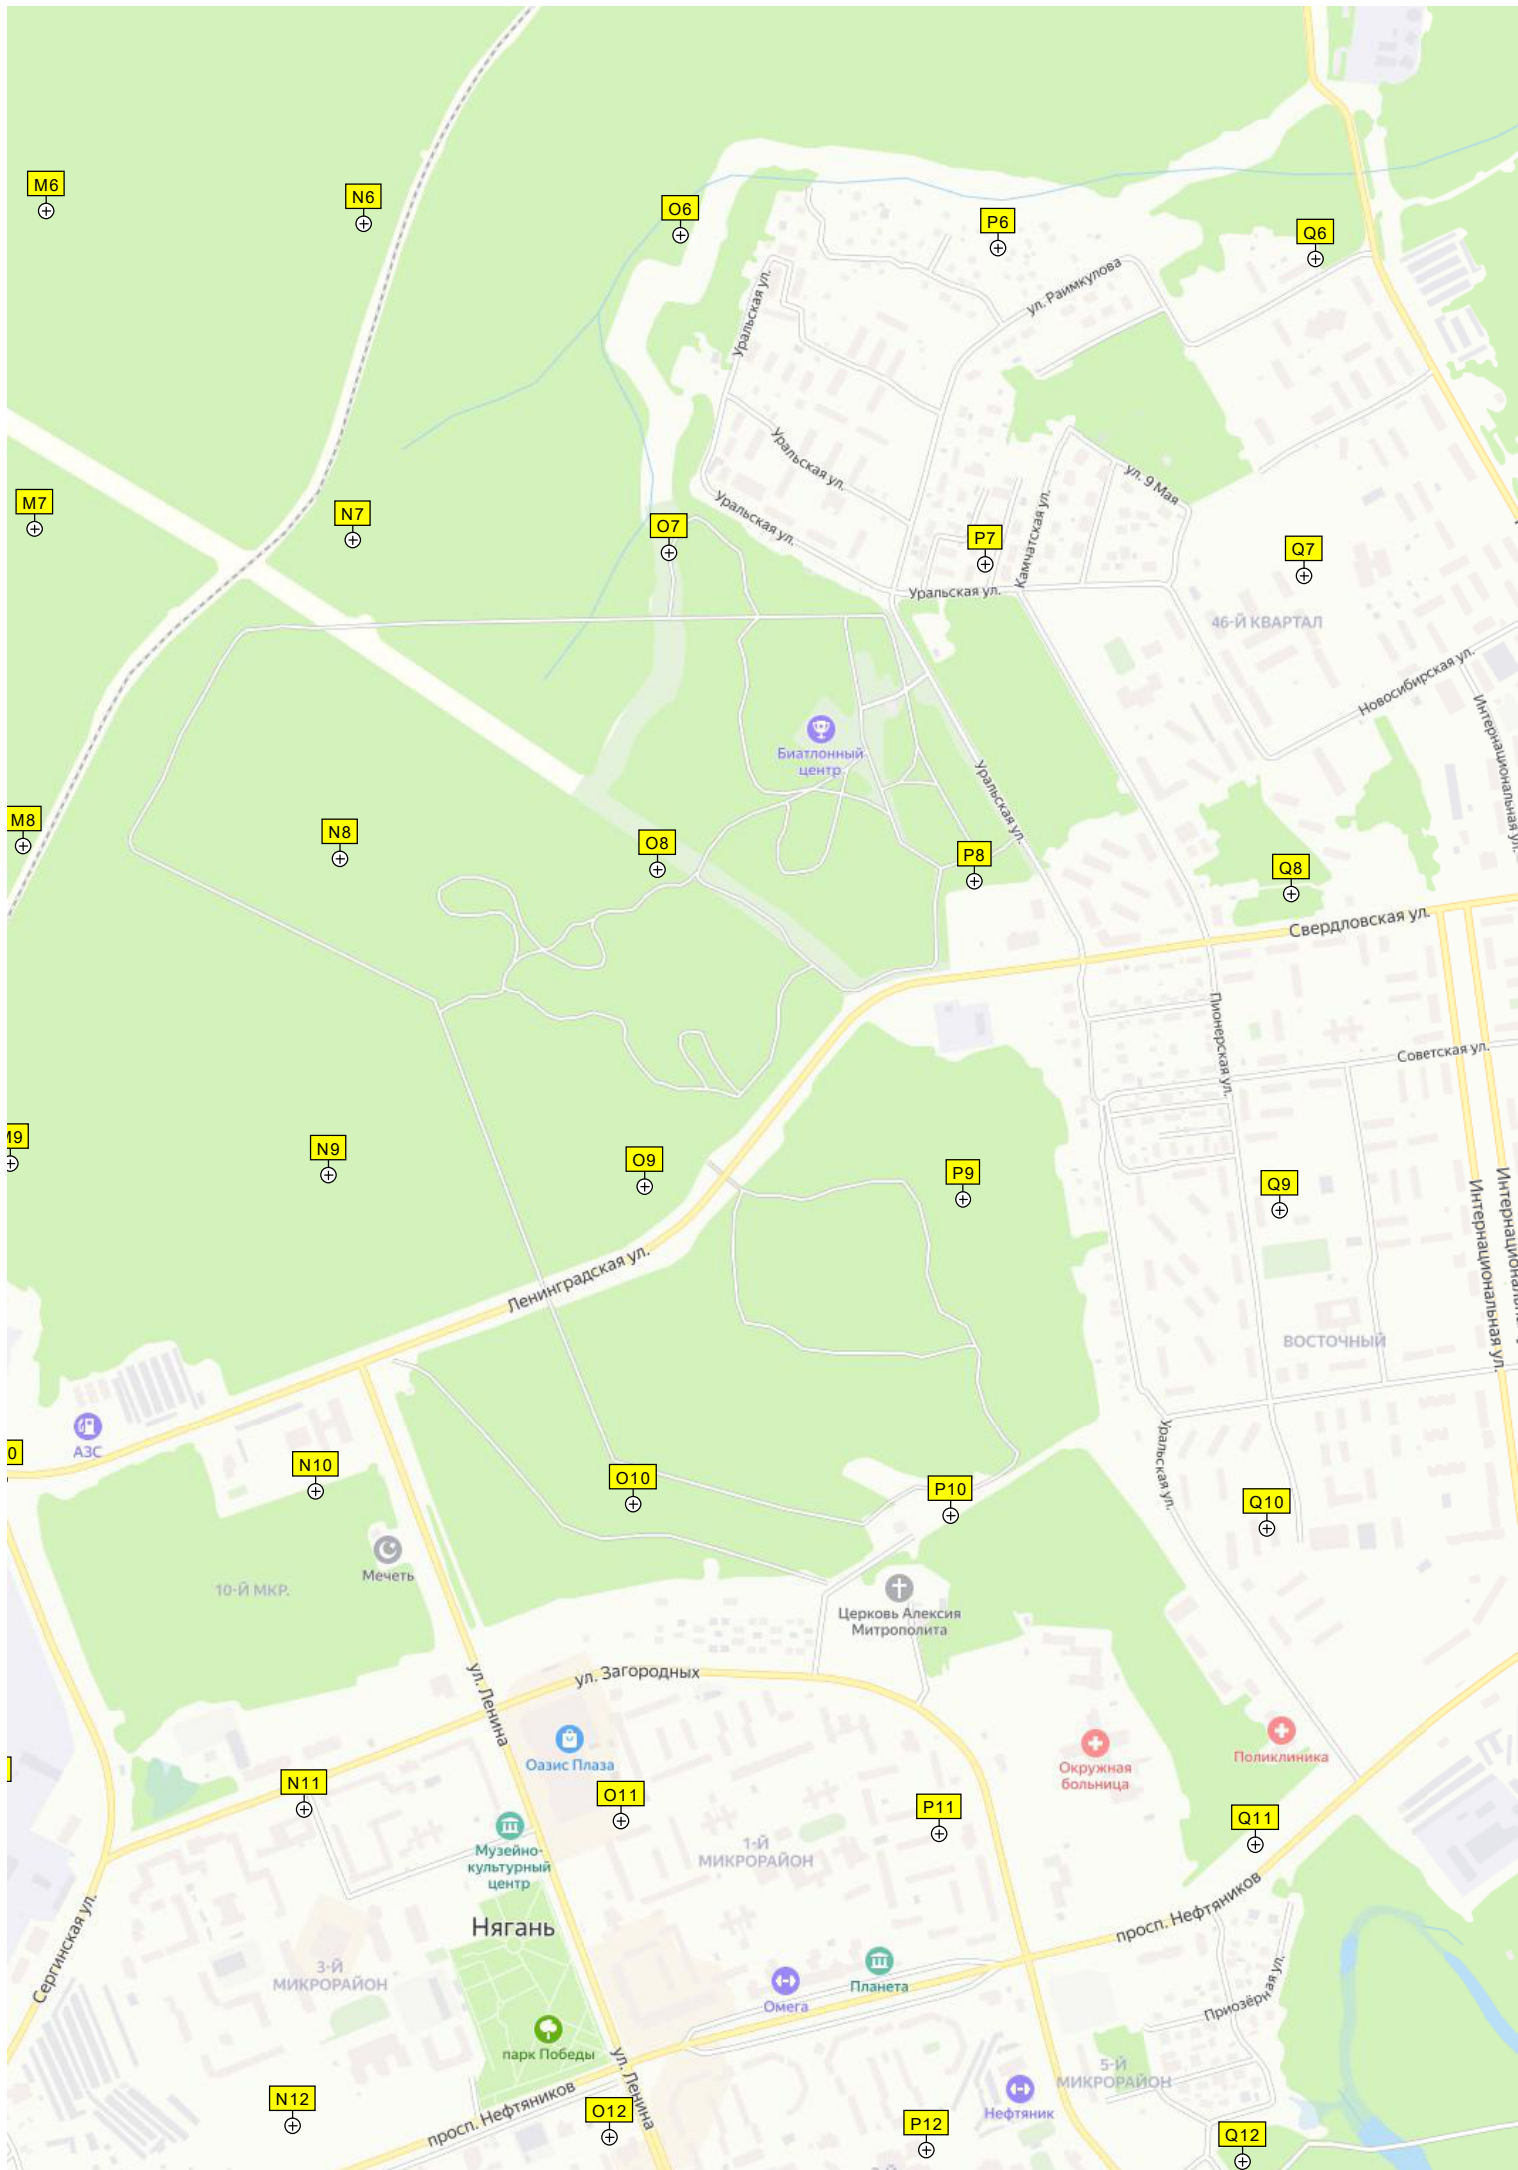 M6
N6
O6
P6
Q6
Уральская ул.
ул. Раимкулова
Уральская ул.
Уральская ул.
ул. 9 Мая
Камчатская ул.
M7
N7
O7
P7
Q7
Уральская ул.
46-Й КВАРТАЛ
Новосибирская ул.
Интернациональная ул.
Биатлонный
центр
Уральская ул.
M8
N8
O8
P8
Q8
Свердловская ул.
Пионерская ул.
Советская ул.
M9
N9
O9
P9
Q9
Интернациональная ул.
Ленинградская ул.
ВОСТОЧНЫЙ
АЗС
Уральская ул.
0
N10
O10
P10
Q10
Мечеть
10-Й МКР.
Церковь Алексия
Митрополита
ул. Загородных
ул. Ленина
Оазис Плаза
Окружная
больница
Поликлиника
N11
O11
P11
Q11
Музейно-
культурный
центр
1-Й
МИКРОРАЙОН
просп. Нефтяников
Нягань
Сергинская ул.
3-Й
МИКРОРАЙОН
Омега
Планета
Приозёрная ул.
парк Победы
ул. Ленина
5-Й
МИКРОРАЙОН
Нефтяник
просп. Нефтяников
N12
O12
P12
Q12